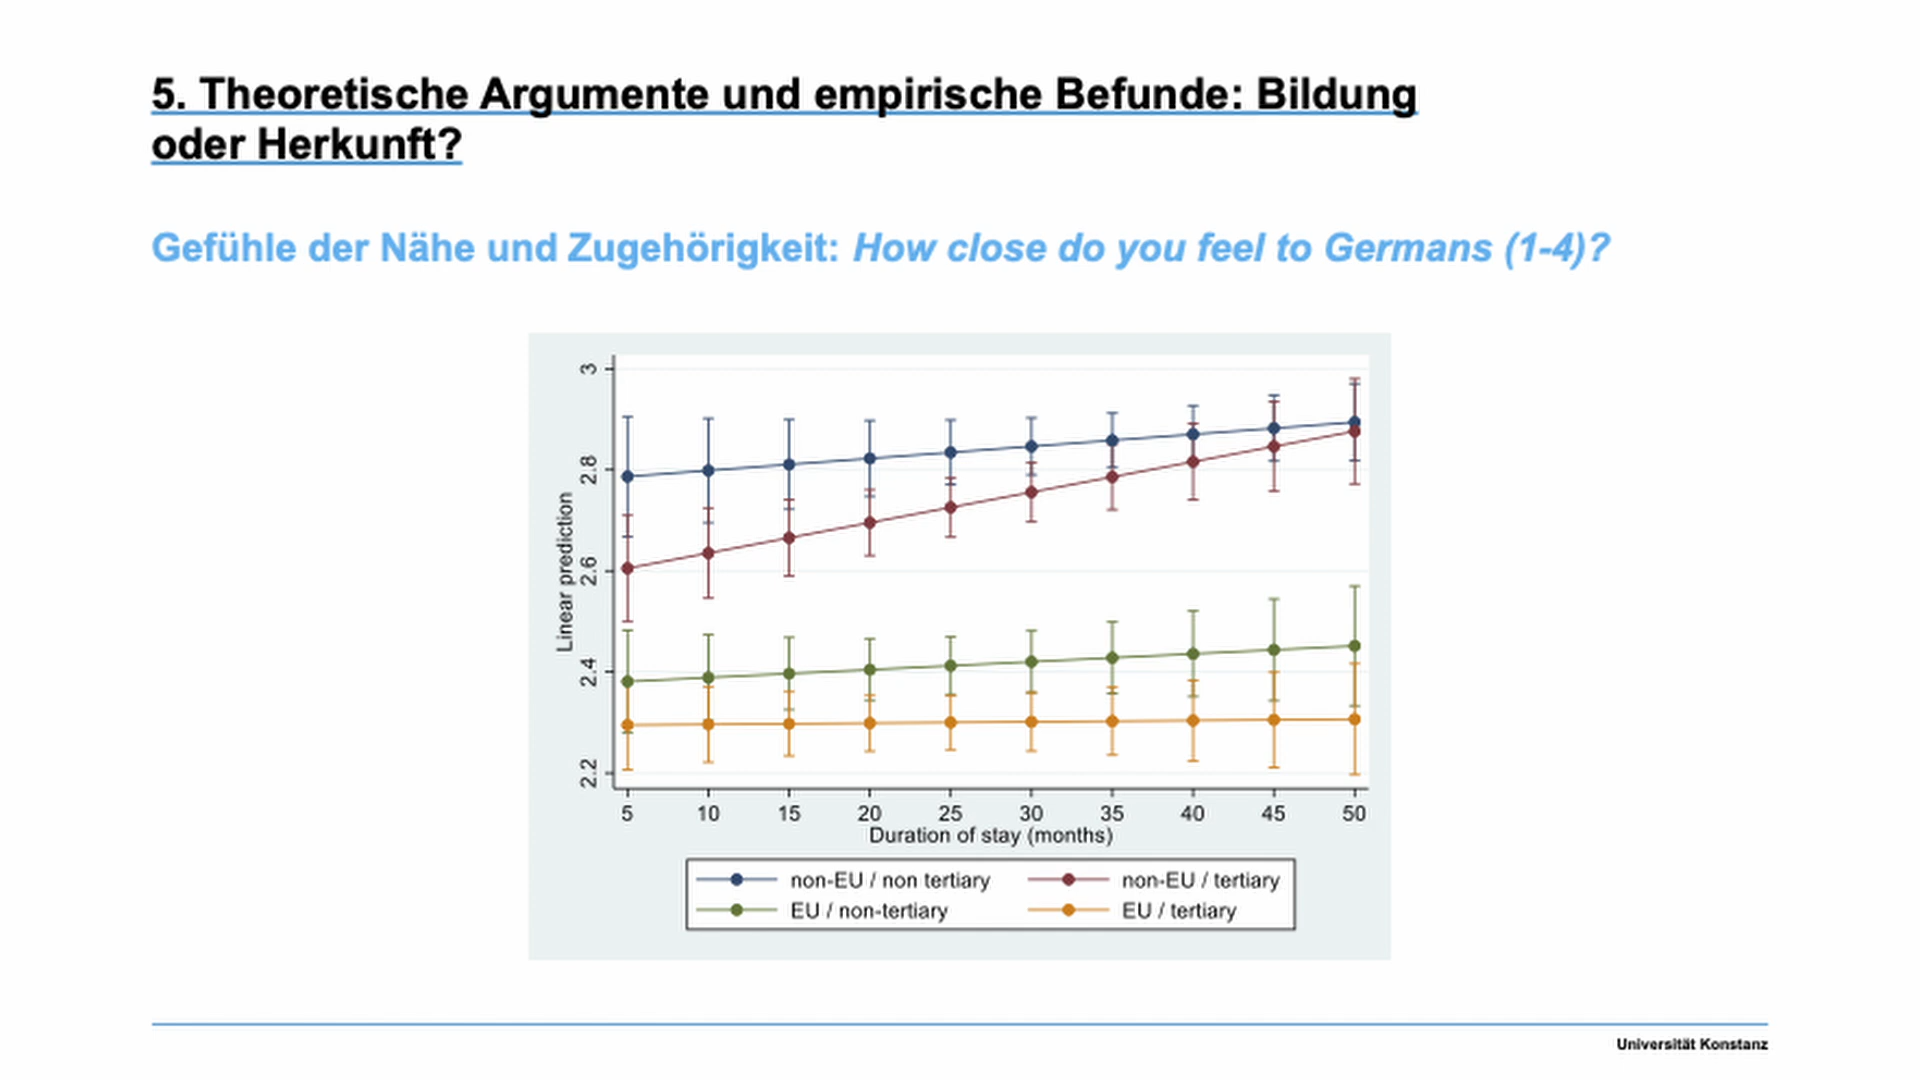 5. Theoretische Argumente und empirische Befunde: Bildung
oder Herkunft?
Gefühle der Nähe und Zugehörigkeit: How close do you feel to Germans (1-4)?
3
2.8
2.6
2.4
2.2
Linear prediction
5 10 15 20 25 30 35 40 45 50
Duration of stay (months)
non-EU / non tertiary non-EU / tertiary
EU / non-tertiary EU / tertiary
Universität Konstanz